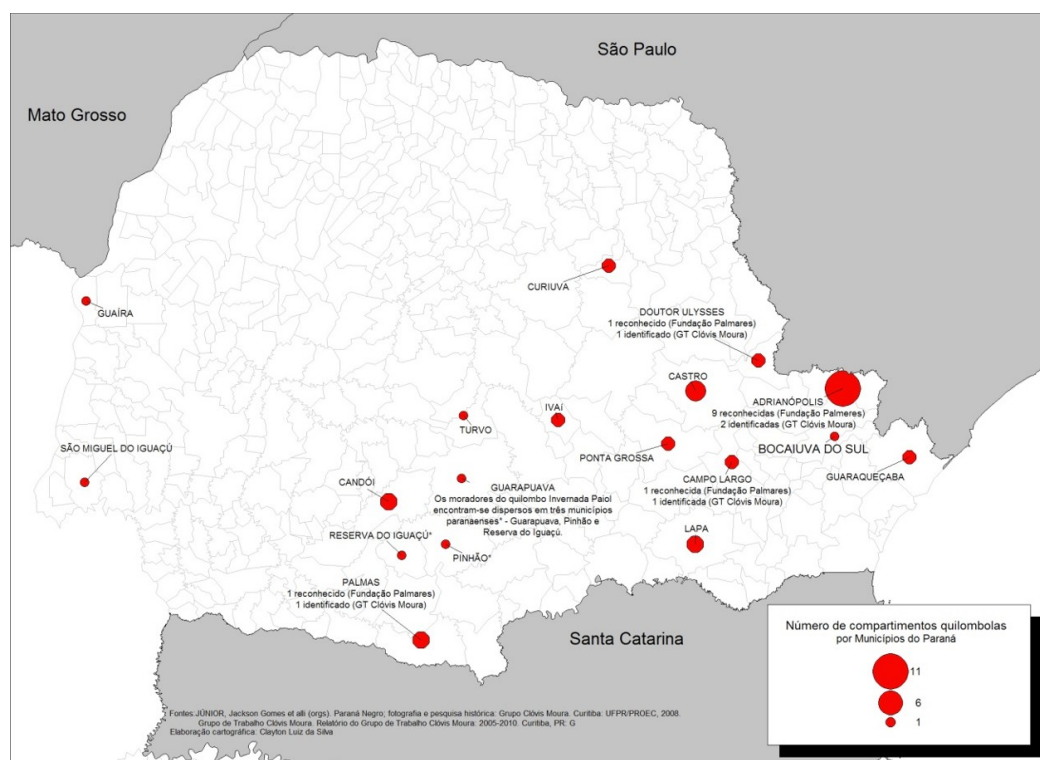 São Paulo
Mato Grosso
CURIUVA
GUAÍRA
DOUTOR ULYSSES
1 reconhecido (Fundação Palmares)
1 identificado (GT Clóvis Moura)
CASTRO
ADRIANÓPOLIS
9 reconhecidas (Fundação Palmeres)
2 identificadas (GT Clóvis Moura)
IVAÍ
TURVO
BOCAIUVA DO SUL
PONTA GROSSA
SÃO MIGUEL DO IGUAÇÚ
GUARAQUEÇABA
CAMPO LARGO
1 reconhecida (Fundação Palmares)
1 identificada (GT Clóvis Moura)
CANDÓI
GUARAPUAVA
Os moradores do quilombo Invernada Paiol
encontram-se dispersos em três municípios
paranaenses* - Guarapuava, Pinhão e
Reserva do Iguaçú.
LAPA
RESERVA DO IGUAÇÚ*
PINHÃO*
PALMAS
1 reconhecido (Fundação Palmares)
1 identificado (GT Clóvis Moura)
Santa Catarina
Número de compartimentos quilombolas
por Municípios do Paraná
11
6
1
Fontes:JÚNIOR, Jackson Gomes et alli (orgs). Paraná Negro; fotografia e pesquisa histórica: Grupo Clóvis Moura. Curitiba: UFPR/PROEC, 2008.
Grupo de Trabalho Clóvis Moura. Relatório do Grupo de Trabalho Clóvis Moura: 2005-2010. Curitiba, PR: G
Elaboração cartográfica: Clayton Luiz da Silva